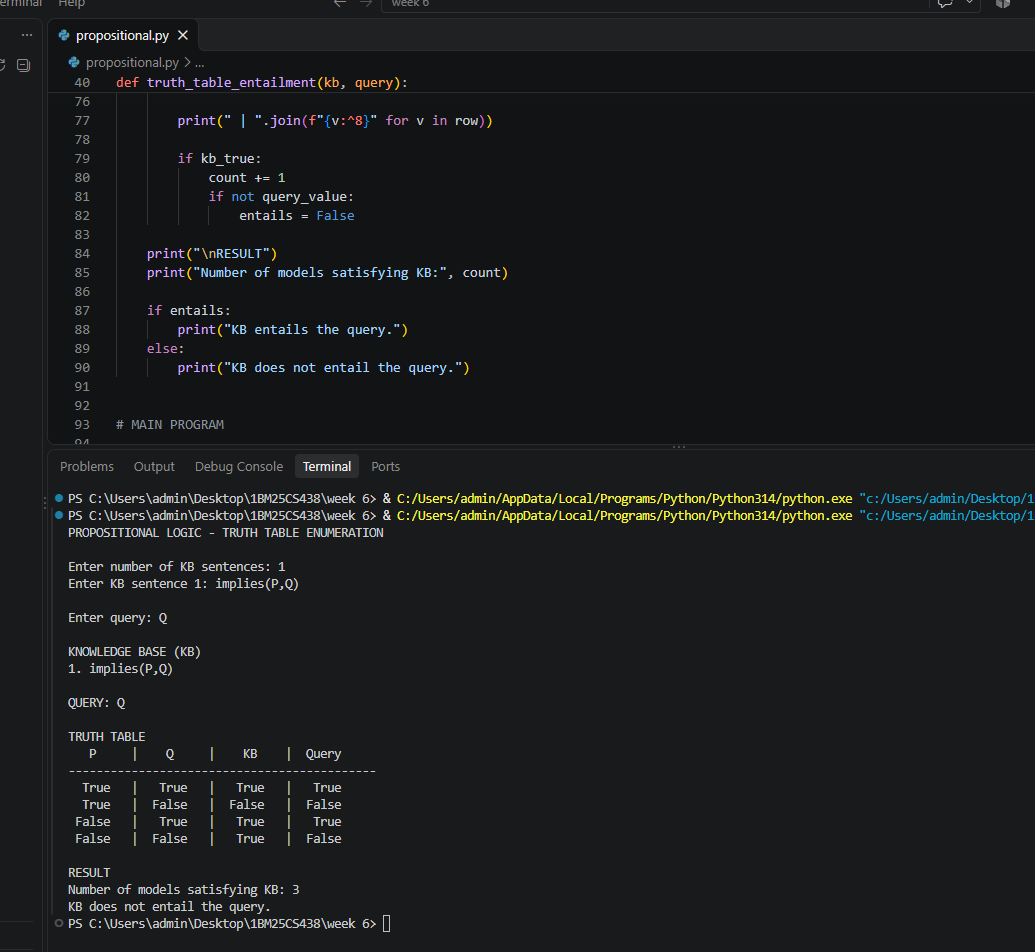 erminal Help
week 6
propositional.py
propositional.py > ...
40 def truth_table_entailment(kb, query):
76
77 print(" | ".join(f"{v:^8}" for v in row))
78
79 if kb_true:
80 count += 1
81 if not query_value:
82 entails = False
83
84 print("\nRESULT")
85 print("Number of models satisfying KB:", count)
86
87 if entails:
88 print("KB entails the query.")
89 else:
90 print("KB does not entail the query.")
91
92
93 # MAIN PROGRAM
94
Problems Output Debug Console Terminal Ports
PS C:\Users\admin\Desktop\1BM25CS438\week 6> & C:/Users/admin/AppData/Local/Programs/Python/Python314/python.exe "c:/Users/admin/Desktop/1
PS C:\Users\admin\Desktop\1BM25CS438\week 6> & C:/Users/admin/AppData/Local/Programs/Python/Python314/python.exe "c:/Users/admin/Desktop/1
PROPOSITIONAL LOGIC - TRUTH TABLE ENUMERATION
Enter number of KB sentences: 1
Enter KB sentence 1: implies(P,Q)
Enter query: Q
KNOWLEDGE BASE (KB)
1. implies(P,Q)
QUERY: Q
TRUTH TABLE
P | Q | KB | Query
--------------------------------------------
True | True | True | True
True | False | False | False
False | True | True | True
False | False | True | False
RESULT
Number of models satisfying KB: 3
KB does not entail the query.
PS C:\Users\admin\Desktop\1BM25CS438\week 6>